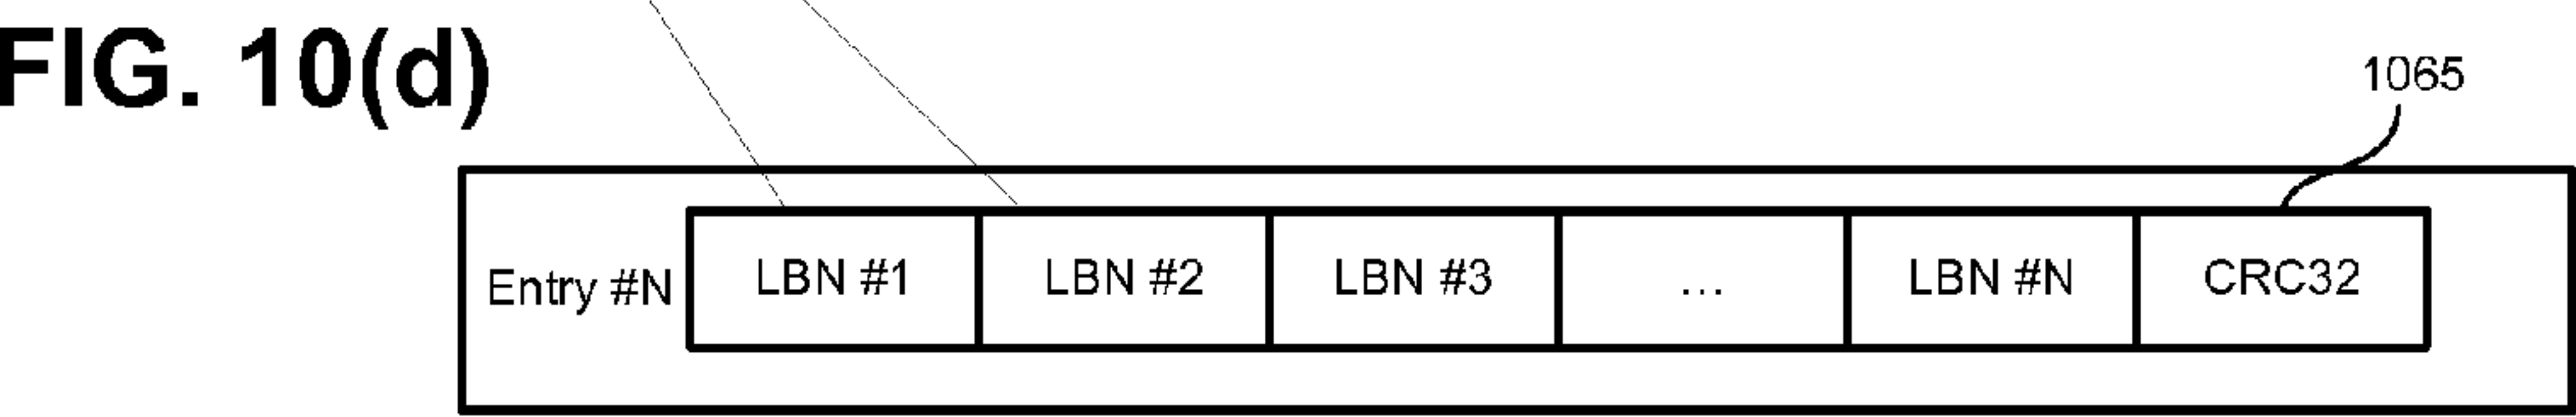 FIG. 10(d)
1065
Entry #N LBN #1 LBN #2 LBN #3 ... LBN #N CRC32